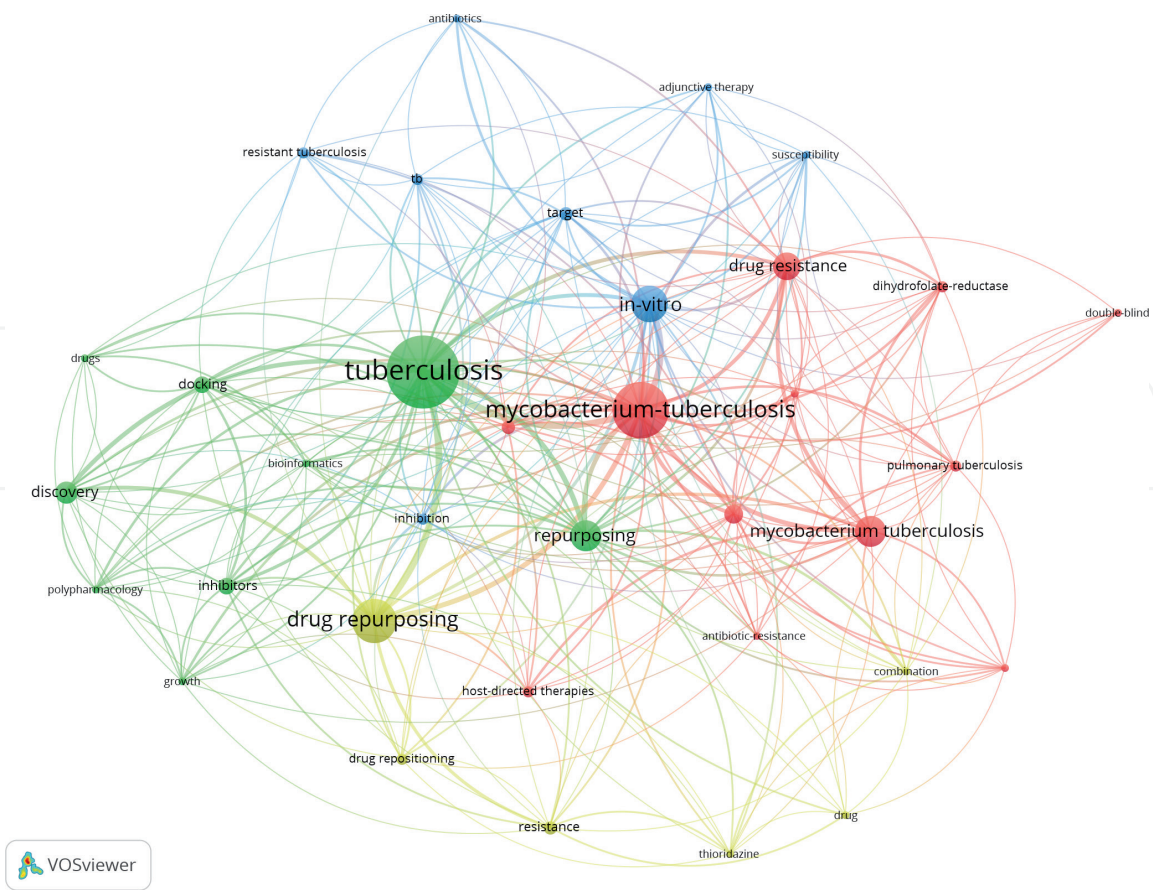 antibiotics
adjunctive therapy
resistant tuberculosis
susceptibility
tb
target
drug resistance
dihydrofolate-reductase
in-vitro
double-blind
drugs
tuberculosis
docking
mycobacterium-tuberculosis
bioinformatics
pulmonary tuberculosis
discovery
inhibition
repurposing
mycobacterium tuberculosis
polypharmacology
inhibitors
drug repurposing
antibiotic-resistance
combination
growth
host-directed therapies
drug repositioning
drug
resistance
thioridazine
VOSviewer